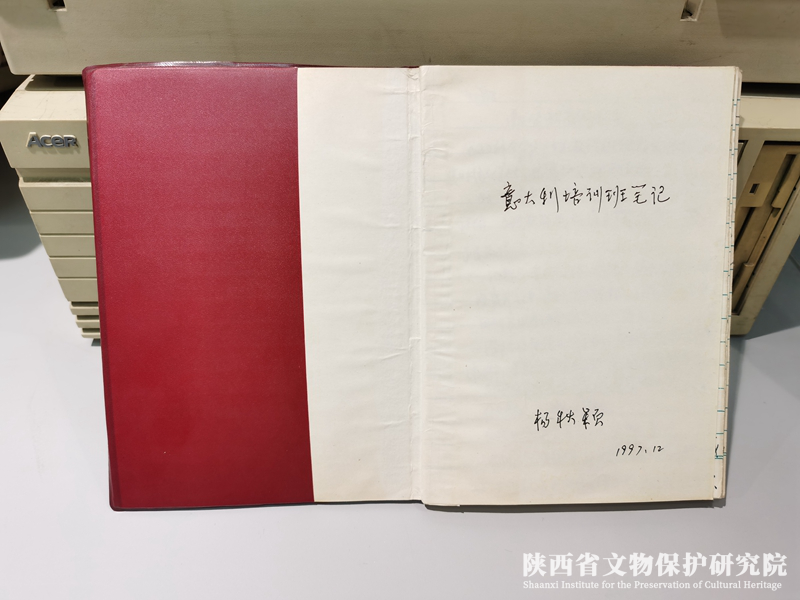 Acer
意大利培训班笔记
杨秋颖
1997.12
陕西省文物保护研究院
Shaanxi Institute for the Preservation of Cultural Heritage